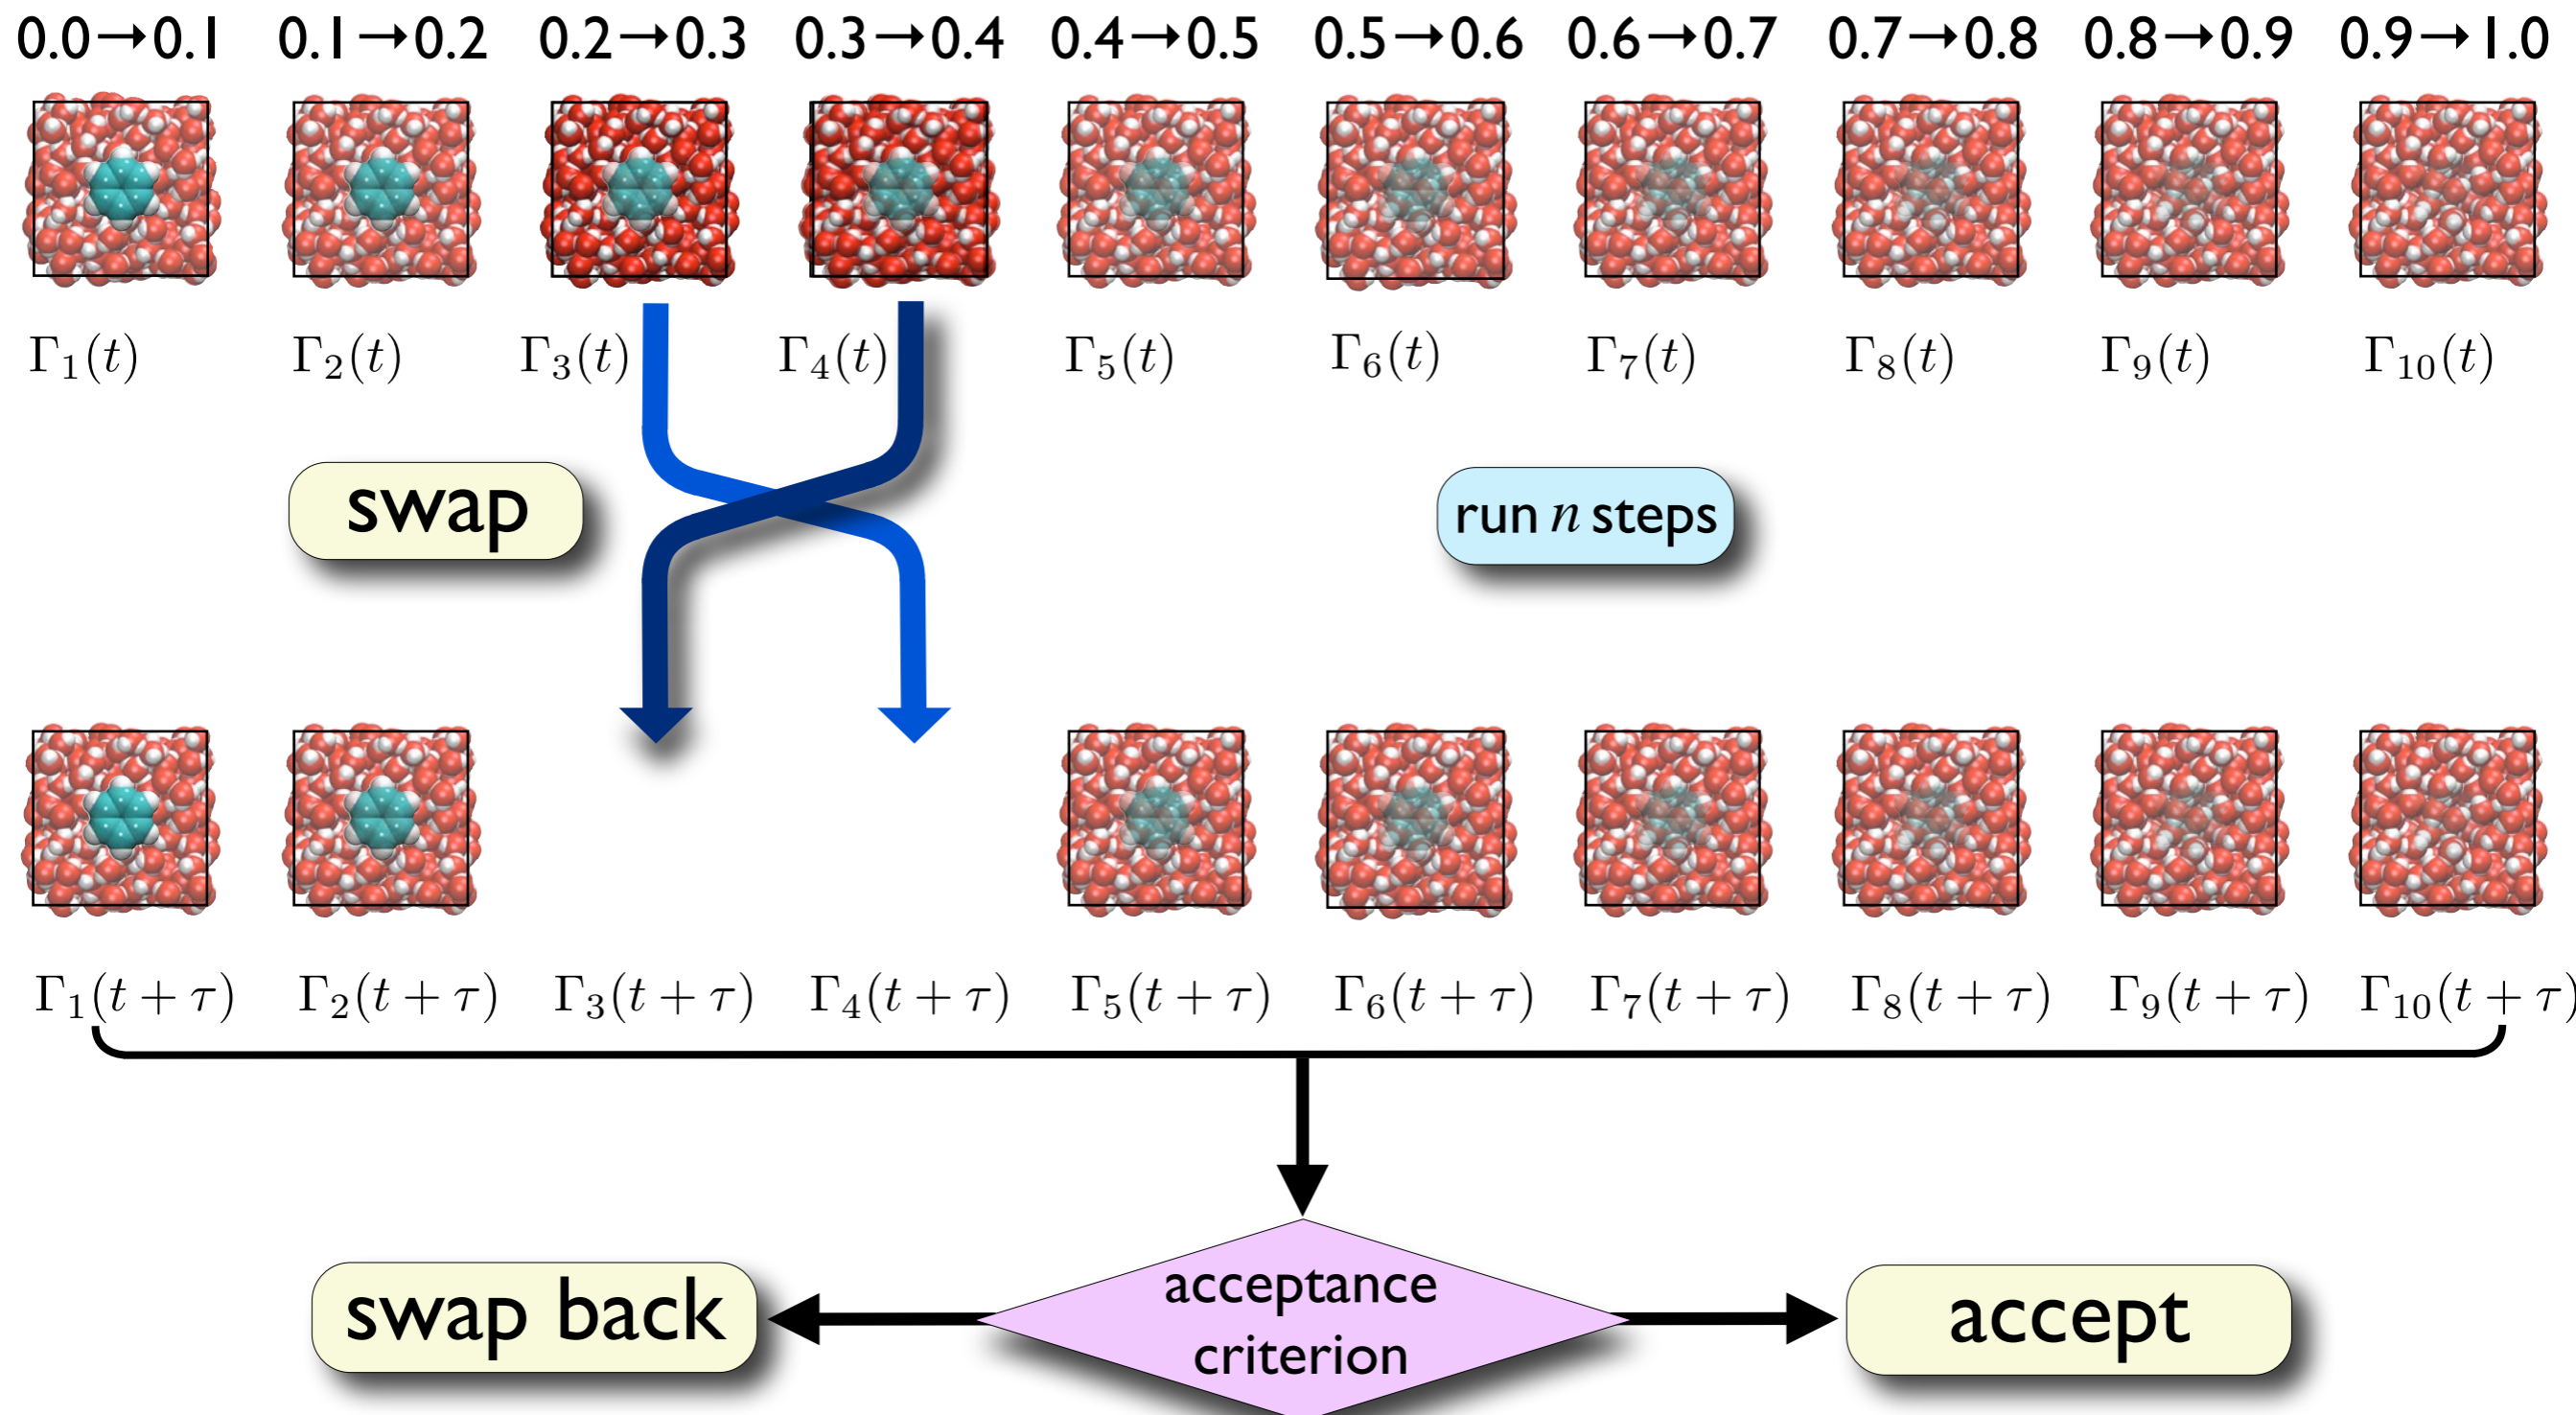 0.0→0.1 0.1→0.2 0.2→0.3 0.3→0.4 0.4→0.5 0.5→0.6 0.6→0.7 0.7→0.8 0.8→0.9 0.9→1.0
Γ₁(t) Γ₂(t) Γ₃(t) Γ₄(t) Γ₅(t) Γ₆(t) Γ₇(t) Γ₈(t) Γ₉(t) Γ₁₀(t)
swap
run n steps
Γ₁(t + τ) Γ₂(t + τ) Γ₃(t + τ) Γ₄(t + τ) Γ₅(t + τ) Γ₆(t + τ) Γ₇(t + τ) Γ₈(t + τ) Γ₉(t + τ) Γ₁₀(t + τ)
swap back
acceptance
criterion
accept